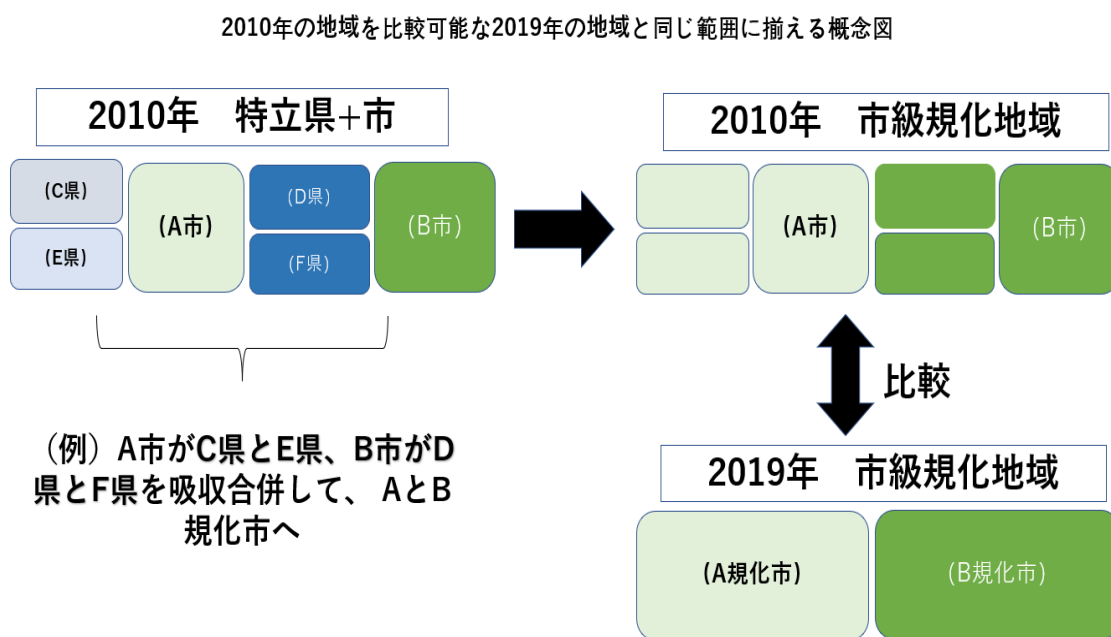 2010年の地域を比較可能な2019年の地域と同じ範囲に揃える概念図
2010年　特立県+市
(C県)
(E県)
(A市)
(D県)
(F県)
(B市)
（例）A市がC県とE県、B市がD
県とF県を吸収合併して、 AとB
規化市へ
2010年　市級規化地域
(A市)
(B市)
比較
2019年　市級規化地域
(A規化市)
(B規化市)